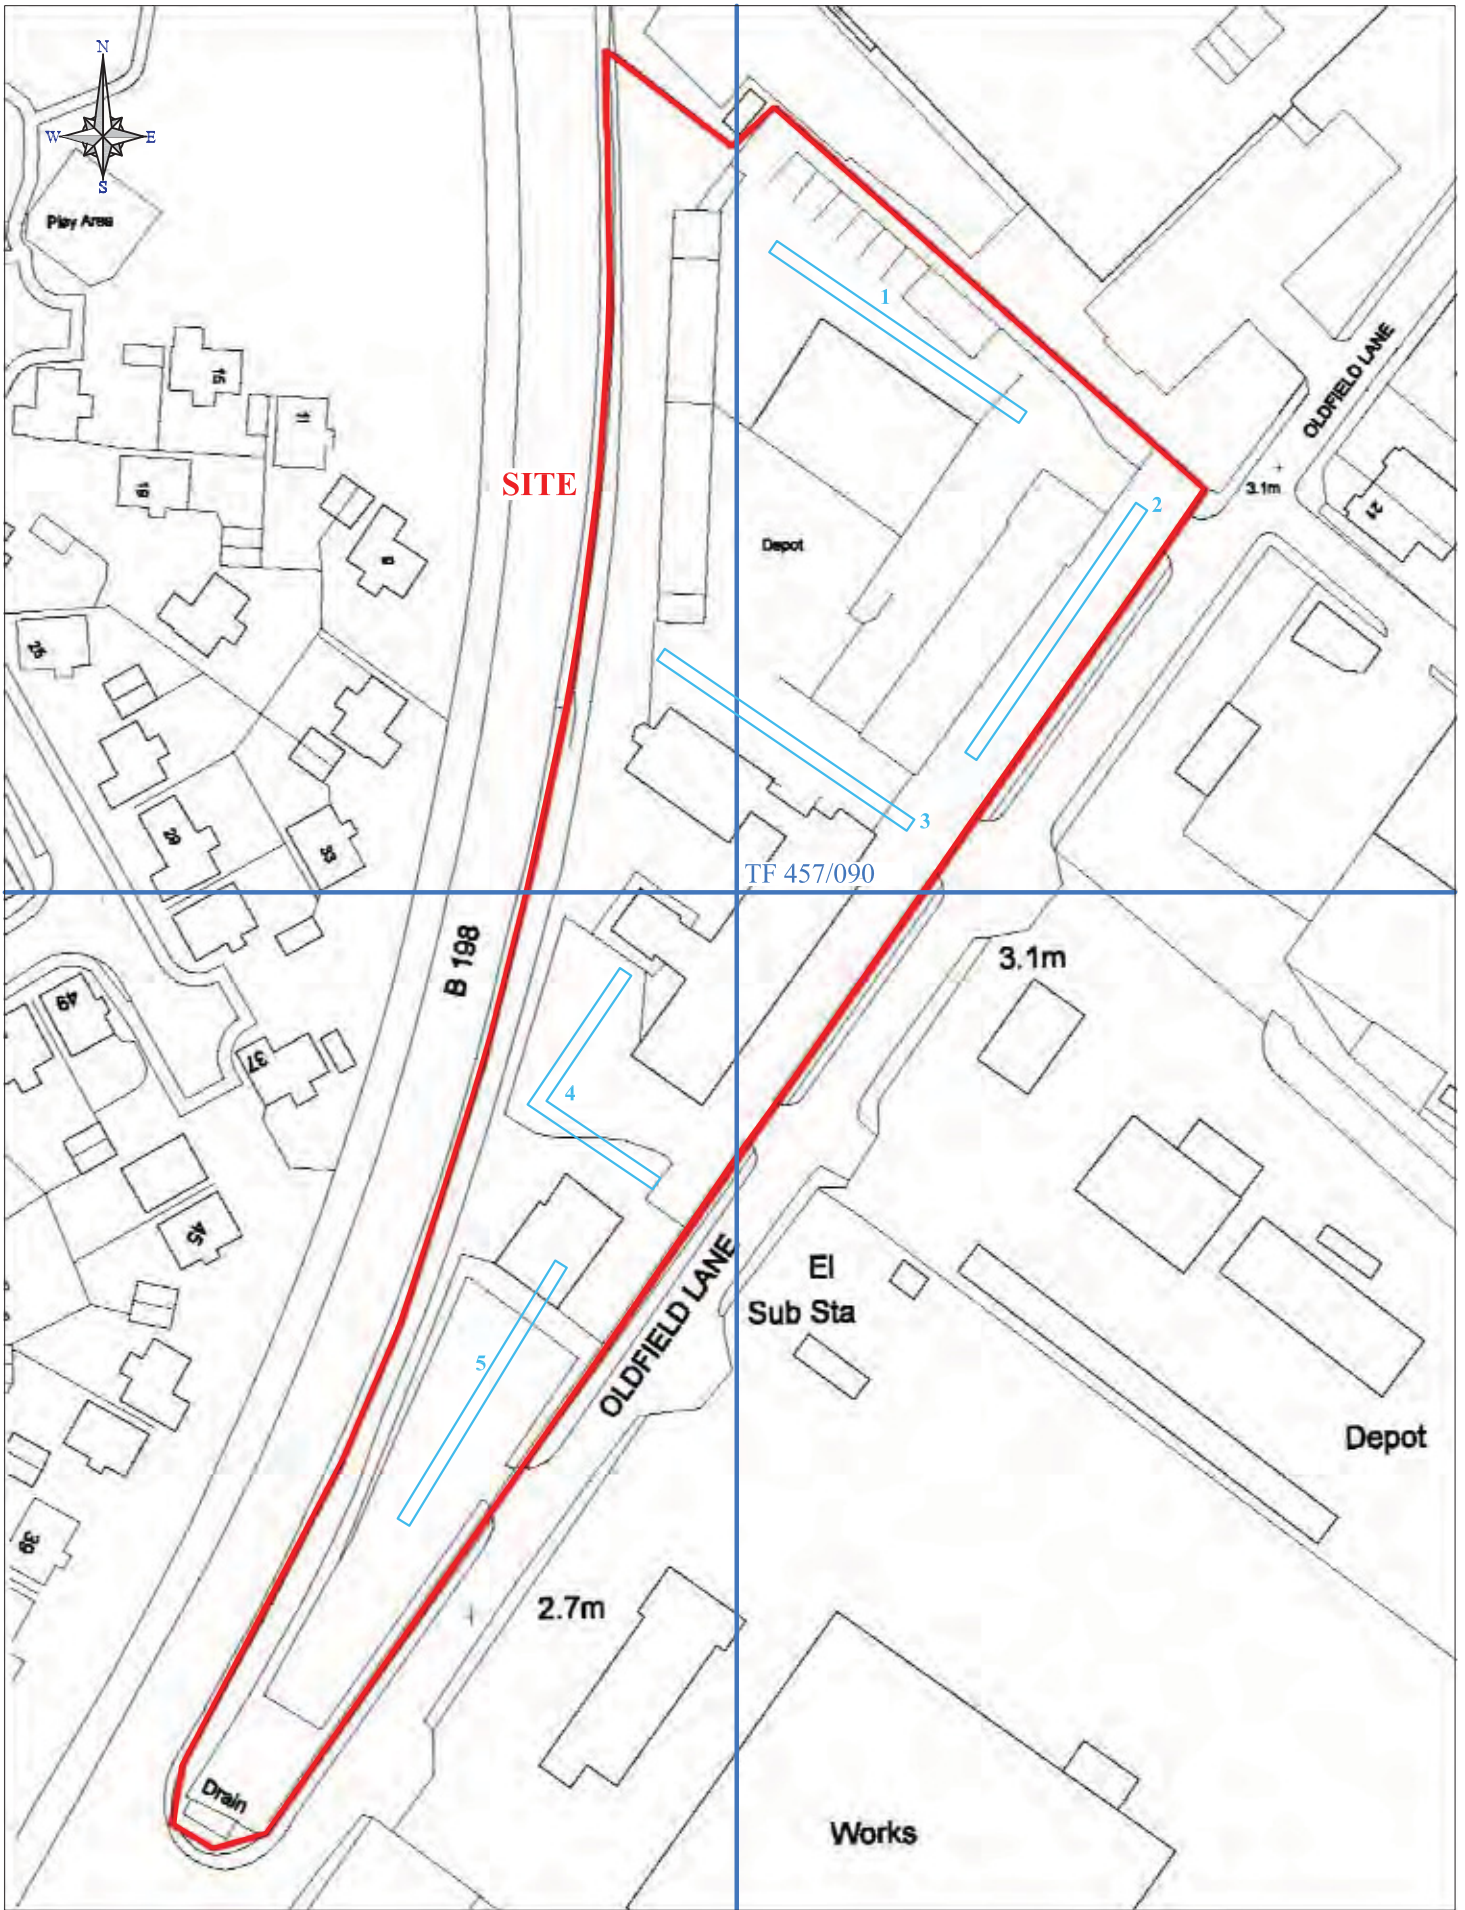 N
W E
S
Play Area
15
11
19
9
25
29
33
49
37
45
39
SITE
1
2
3
4
5
Depot
OLDFIELD LANE
3.1m
21
TF 457/090
B 198
3.1m
El
Sub Sta
OLDFIELD LANE
Depot
2.7m
Drain
Works